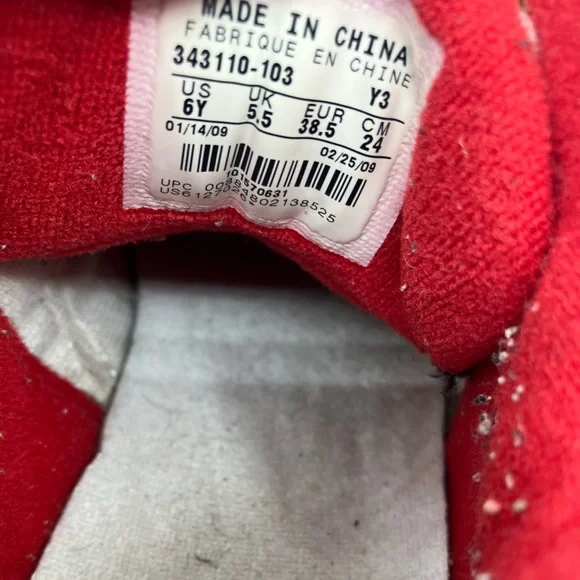 MADE IN CHINA
FABRIQUE EN CHINE
343110-103 Y3
US UK EUR CM
6Y 5.5 38.5 24
01/14/09 02/25/09
UPC